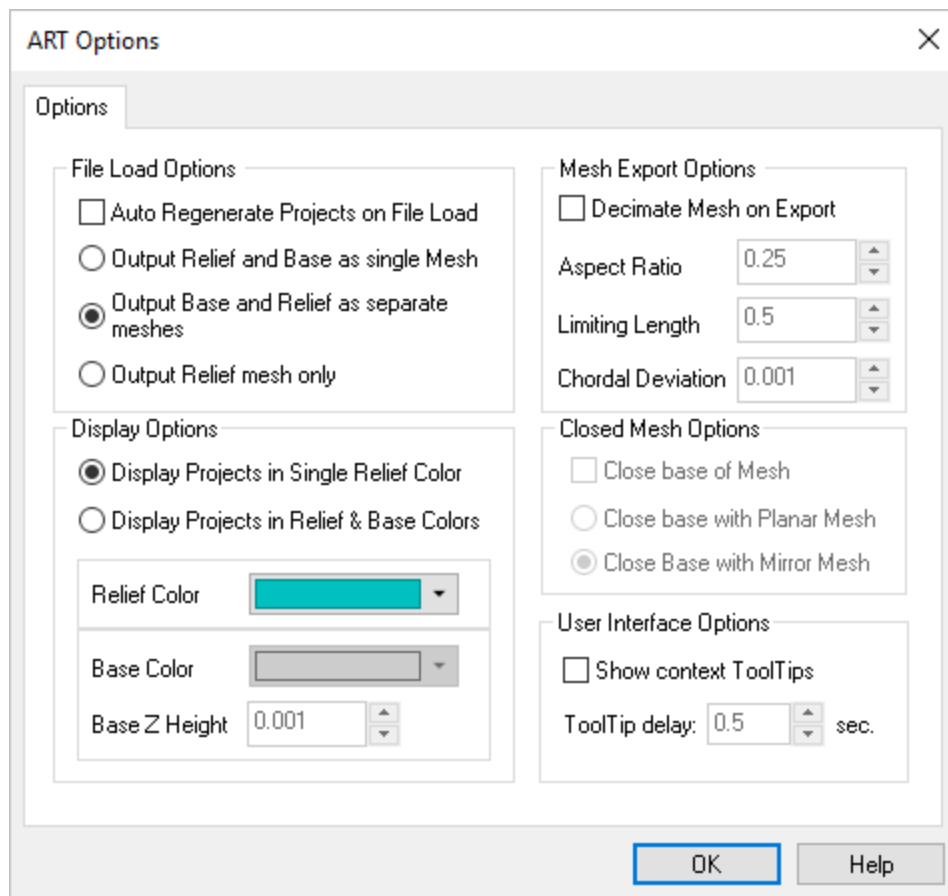 ART Options
Options
File Load Options
Auto Regenerate Projects on File Load
Output Relief and Base as single Mesh
Output Base and Relief as separate
meshes
Output Relief mesh only
Display Options
Display Projects in Single Relief Color
Display Projects in Relief & Base Colors
Relief Color
Base Color
Base Z Height 0.001
Mesh Export Options
Decimate Mesh on Export
Aspect Ratio 0.25
Limiting Length 0.5
Chordal Deviation 0.001
Closed Mesh Options
Close base of Mesh
Close base with Planar Mesh
Close Base with Mirror Mesh
User Interface Options
Show context ToolTips
ToolTip delay: 0.5 sec.
OK Help